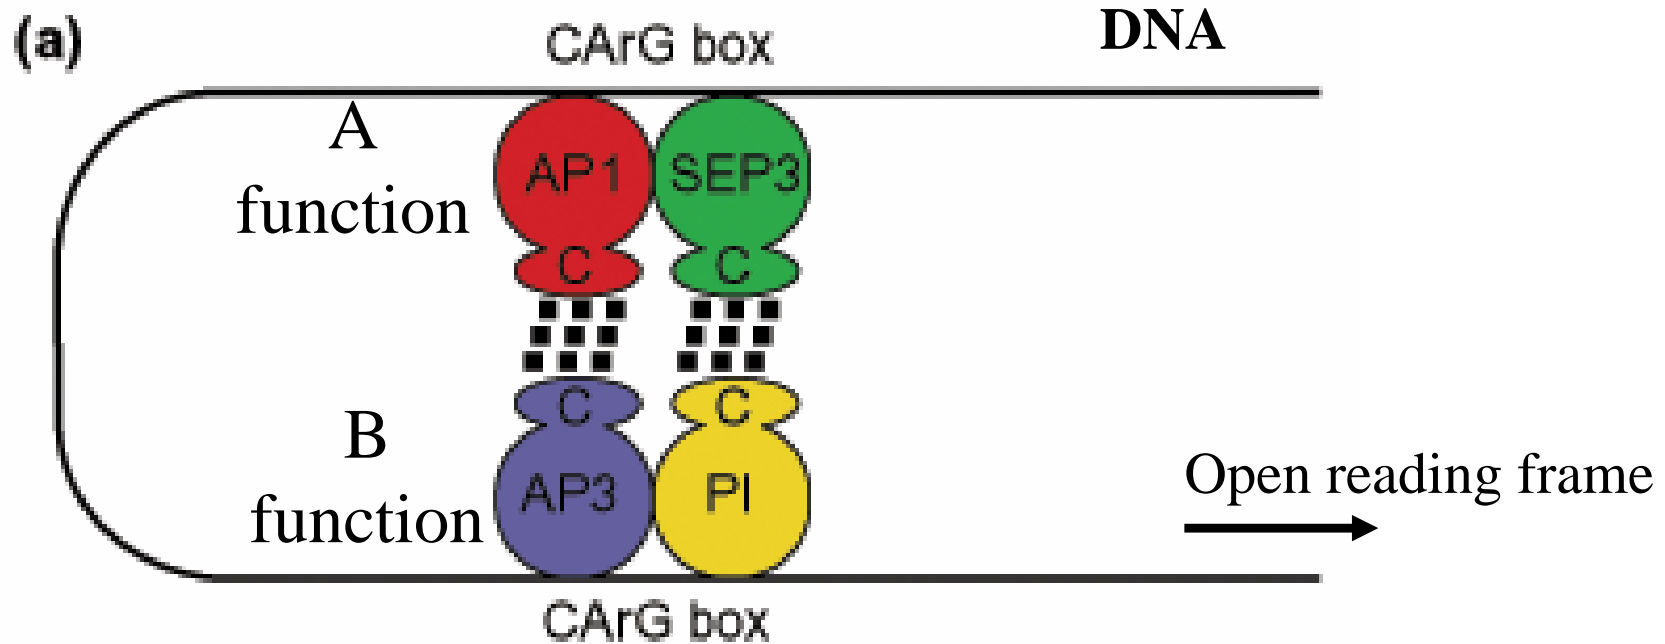 (a)
CArG box
DNA
A
function
AP1
SEP3
C
C
C
C
B
function
AP3
PI
Open reading frame
CArG box